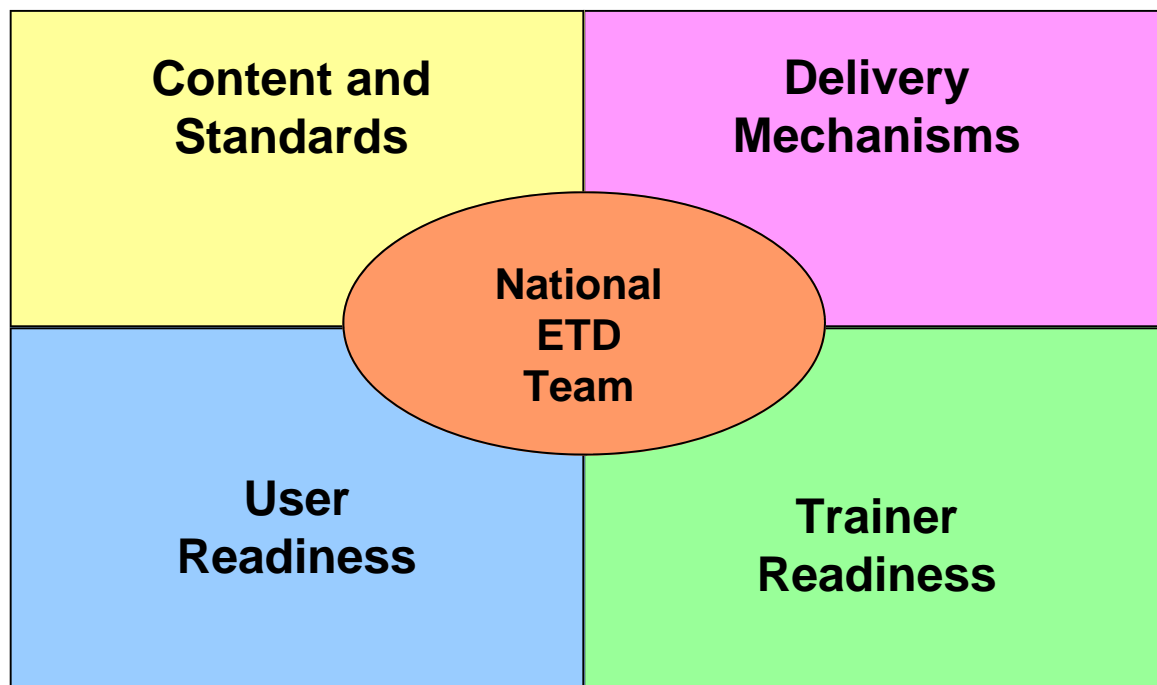 Content and
Standards
Delivery
Mechanisms
National
ETD
Team
User
Readiness
Trainer
Readiness